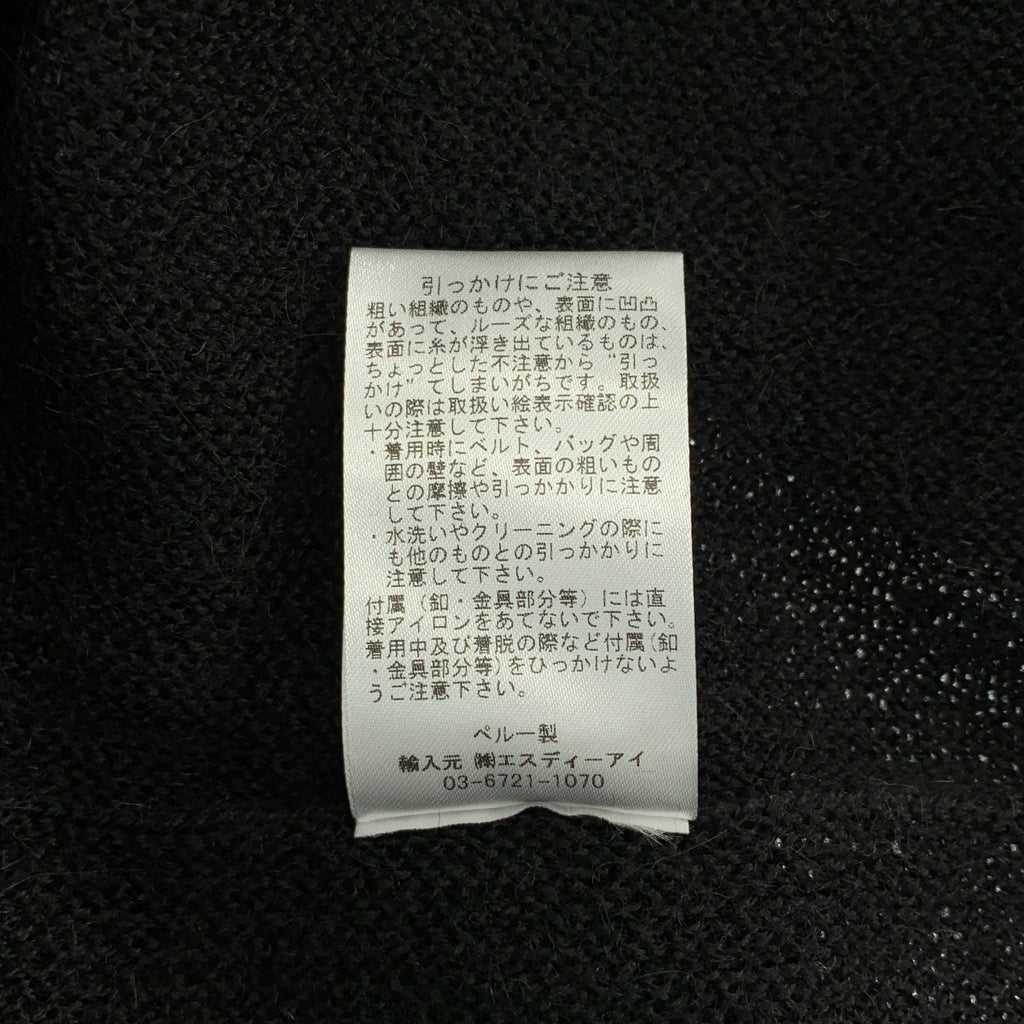 引っかけにご注意
粗い組織のものや、表面に凹凸
があって、ルーズな組織のもの、
表面に糸が浮き出ているものは、
ちょっとした不注意から "引っ
かけ" てしまいがちです。取扱
いの際は取扱い絵表示確認の上
十分注意して下さい。
・着用時にベルト、バッグや周
囲の壁など、表面の粗いもの
との摩擦や引っかかりに注意
して下さい。
・水洗いやクリーニングの際に
も他のものとの引っかかりに
注意して下さい。
付属(釦・金具部分等)には直
接アイロンをあてないで下さい。
着用中及び着脱の際など付属(釦
・金具部分等)をひっかけないよ
うご注意下さい。
ペルー製
輸入元 ㈱エスディーアイ
03-6721-1070